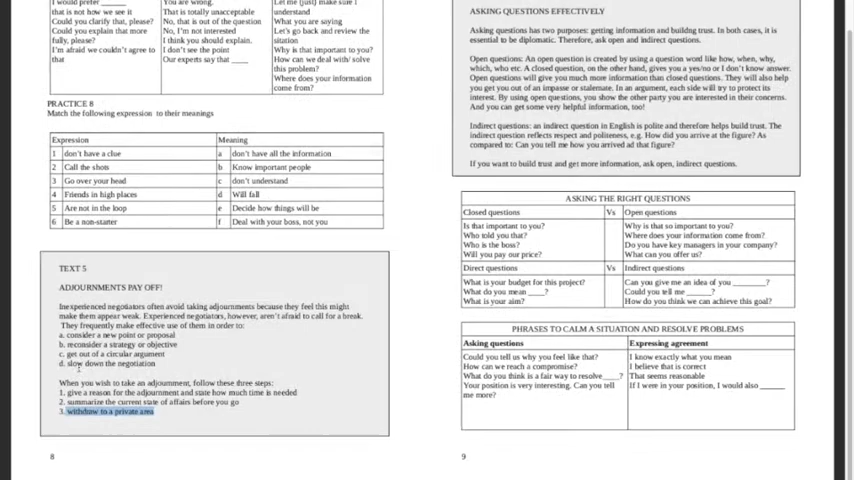 I would prefer ______
that is not how we see it
Could you clarify that, please?
Could you explain that more
fully, please?
I'm afraid we couldn't agree to
that
You are wrong.
That is totally unacceptable
No, that is out of the question
No, I'm not interested
I think you should explain.
I don't see the point
Our experts say that ____
Let me (just) make sure I
understand
What you are saying
Let's go back and review the
sitution
Why is that important to you?
How can we deal with/ solve
this problem?
Where does your information
come from?
PRACTICE 8
Match the following expression to their meanings
Expression Meaning
1 don't have a clue a don't have all the information
2 Call the shots b Know important people
3 Go over your head c don't understand
4 Friends in high places d Will fall
5 Are not in the loop e Decide how things will be
6 Be a non-starter f Deal with your boss, not you
TEXT 5
ADJOURNMENTS PAY OFF!
Inexperienced negotiators often avoid taking adjournments because they feel this might
make them appear weak. Experienced negotiators, however, aren't afraid to call for a break.
They frequently make effective use of them in order to:
a. consider a new point or proposal
b. reconsider a strategy or objective
c. get out of a circular argument
d. slow down the negotiation
When you wish to take an adjournment, follow these three steps:
1. give a reason for the adjournment and state how much time is needed
2. summarize the current state of affairs before you go
3. withdraw to a private area
8
ASKING QUESTIONS EFFECTIVELY
Asking questions has two purposes: getting information and buildng trust. In both cases, it is
essential to be diplomatic. Therefore, ask open and indirect questions.
Open questions: An open question is created by using a question word like how, when, why,
which, who etc. A closed question, on the other hand, gives you a yes/no or I don't know answer.
Open questions will give you much more information than closed questions. They will also help
you get out of an impasse or stalemate. In an argument, each side will try to protect its
interest. By using open questions, you show the other party you are interested in their concerns.
And you can get some very helpful information, too!
Indirect questions: an indirect question in English is polite and therefore helps build trust. The
indirect question reflects respect and politeness, e.g. How did you arrive at the figure? As
compared to: Can you tell me how you arrived ad that figure?
If you want to build trust and get more information, ask open, indirect questions.
ASKING THE RIGHT QUESTIONS
Closed questions Vs Open questions
Is that important to you?
Who told you that?
Who is the boss?
Will you pay our price?
Why is that so important to you?
Where does your information come from?
Do you have key managers in your company?
What can you offer us?
Direct questions Vs Indirect questions
What is your budget for this project?
What do you mean ____?
What is your aim?
Can you give me an idea of you ________?
Could you tell me ______?
How do you think we can achieve this goal?
PHRASES TO CALM A SITUATION AND RESOLVE PROBLEMS
Asking questions Expressing agreement
Could you tell us why you feel like that?
How can we reach a compromise?
What do you think is a fair way to resolve____?
Your position is very interesting. Can you tell
me more?
I know exactly what you mean
I believe that is correct
That seems reasonable
If I were in your position, I would also ______
9